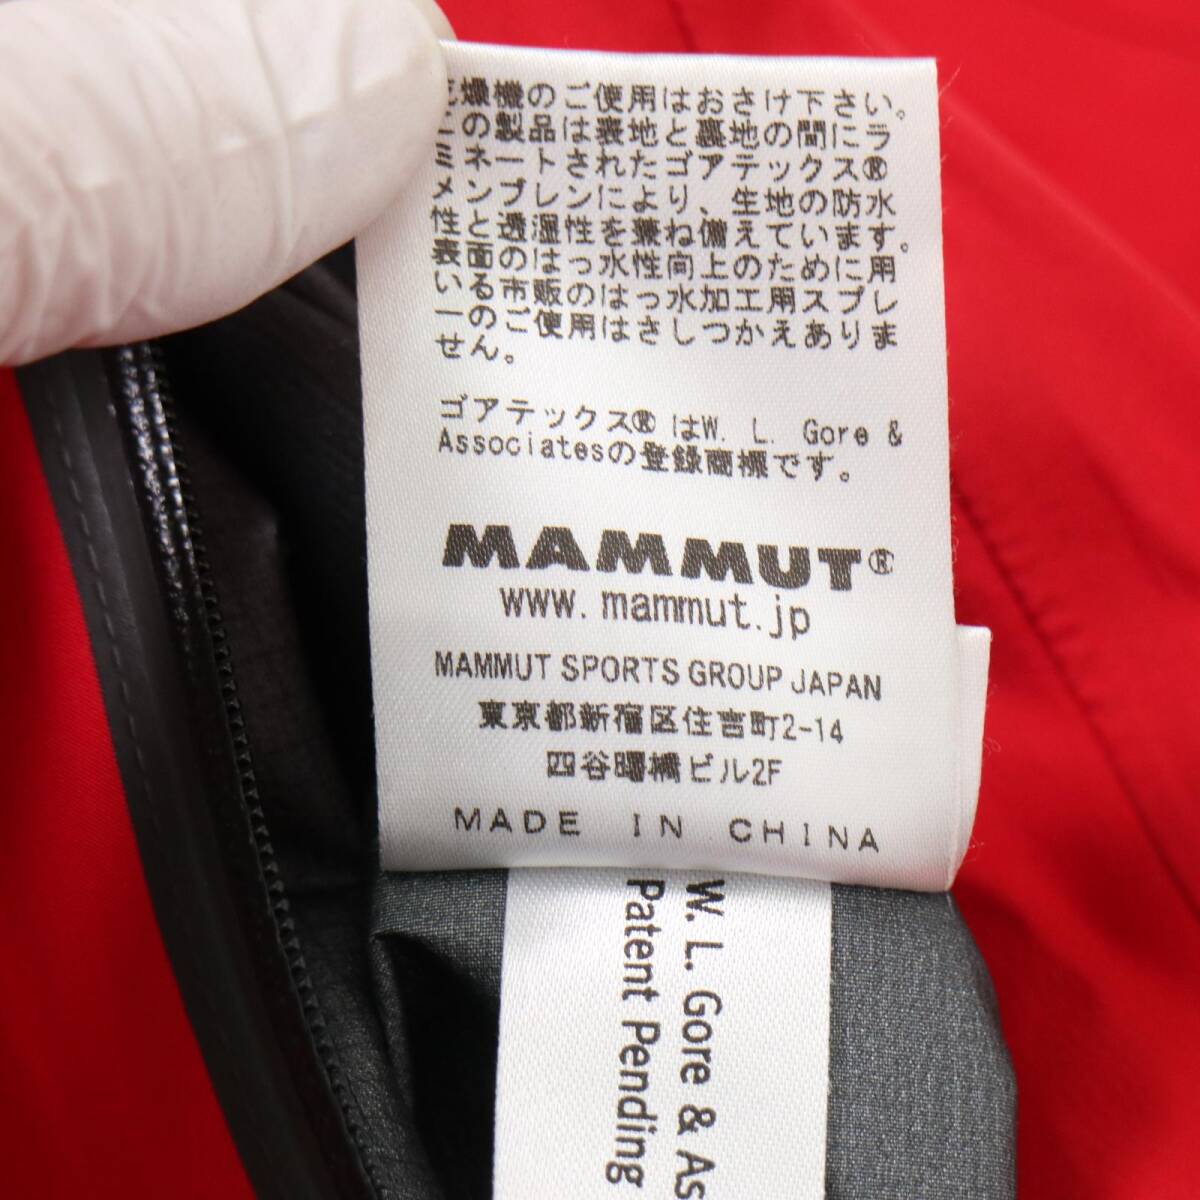 燥機のご使用はおさけ下さい。
この製品は表地と裏地の間にラ
ミネートされたゴアテックス®
メンブレンにより、生地の防水
性と透湿性を兼ね備えています。
表面のはっ水性向上のために用
いる市販のはっ水加工用スプレ
ーのご使用はさしつかえありま
せん。
ゴアテックス®はW. L. Gore &
Associatesの登録商標です。
MAMMUT®
www.mammut.jp
MAMMUT SPORTS GROUP JAPAN
東京都新宿区住吉町2-14
四谷曙橋ビル2F
MADE IN CHINA
W. L. Gore & As
Patent Pending